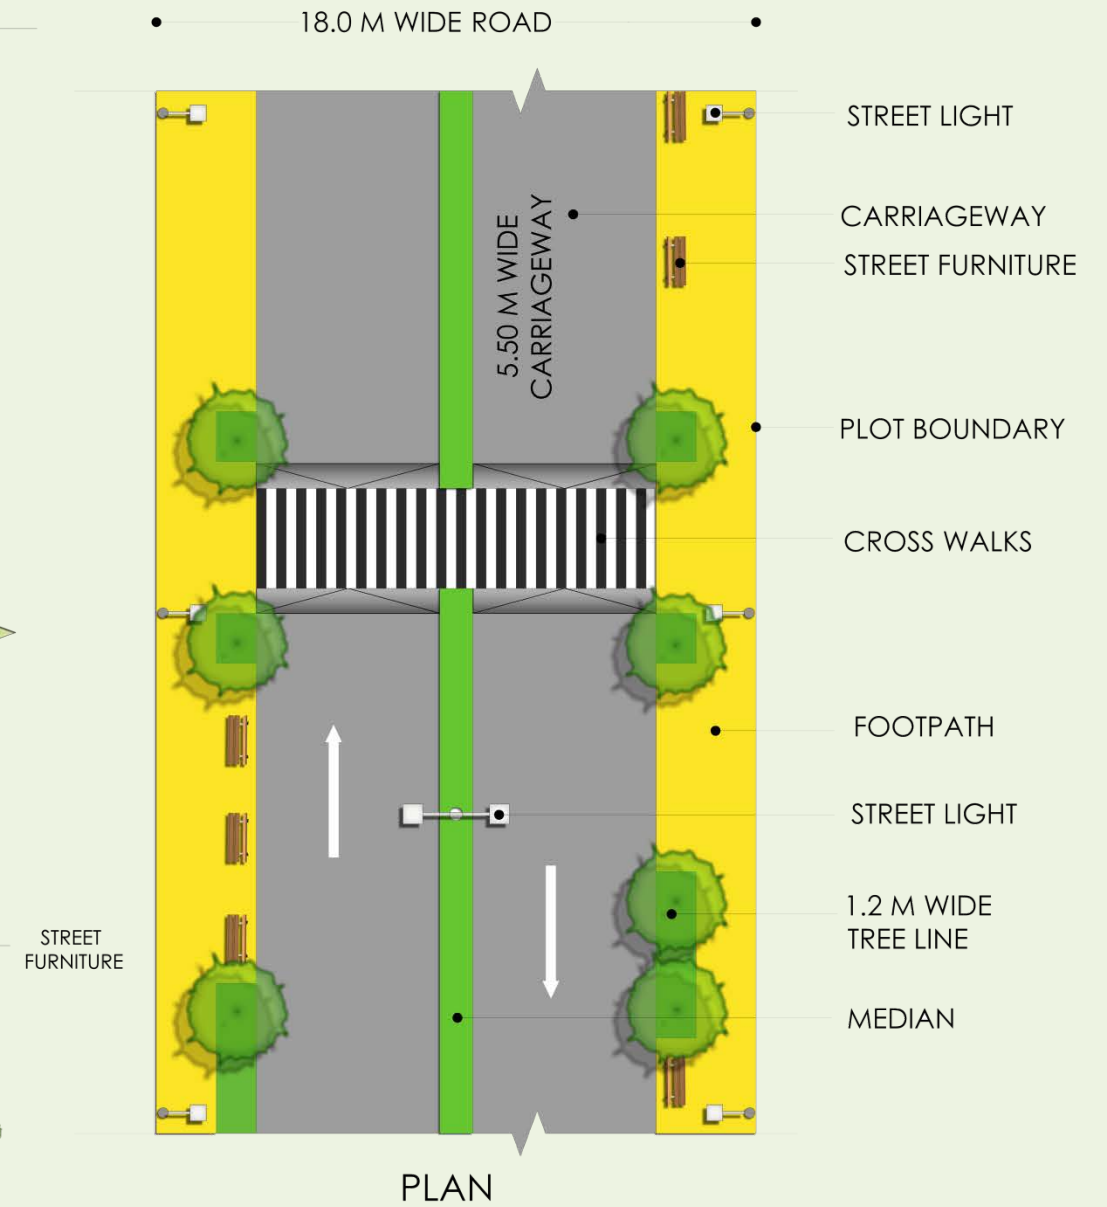 18.0 M WIDE ROAD
STREET LIGHT
5.50 M WIDE
CARRIAGEWAY
CARRIAGEWAY
STREET FURNITURE
PLOT BOUNDARY
CROSS WALKS
FOOTPATH
STREET LIGHT
1.2 M WIDE
TREE LINE
STREET
FURNITURE
MEDIAN
PLAN